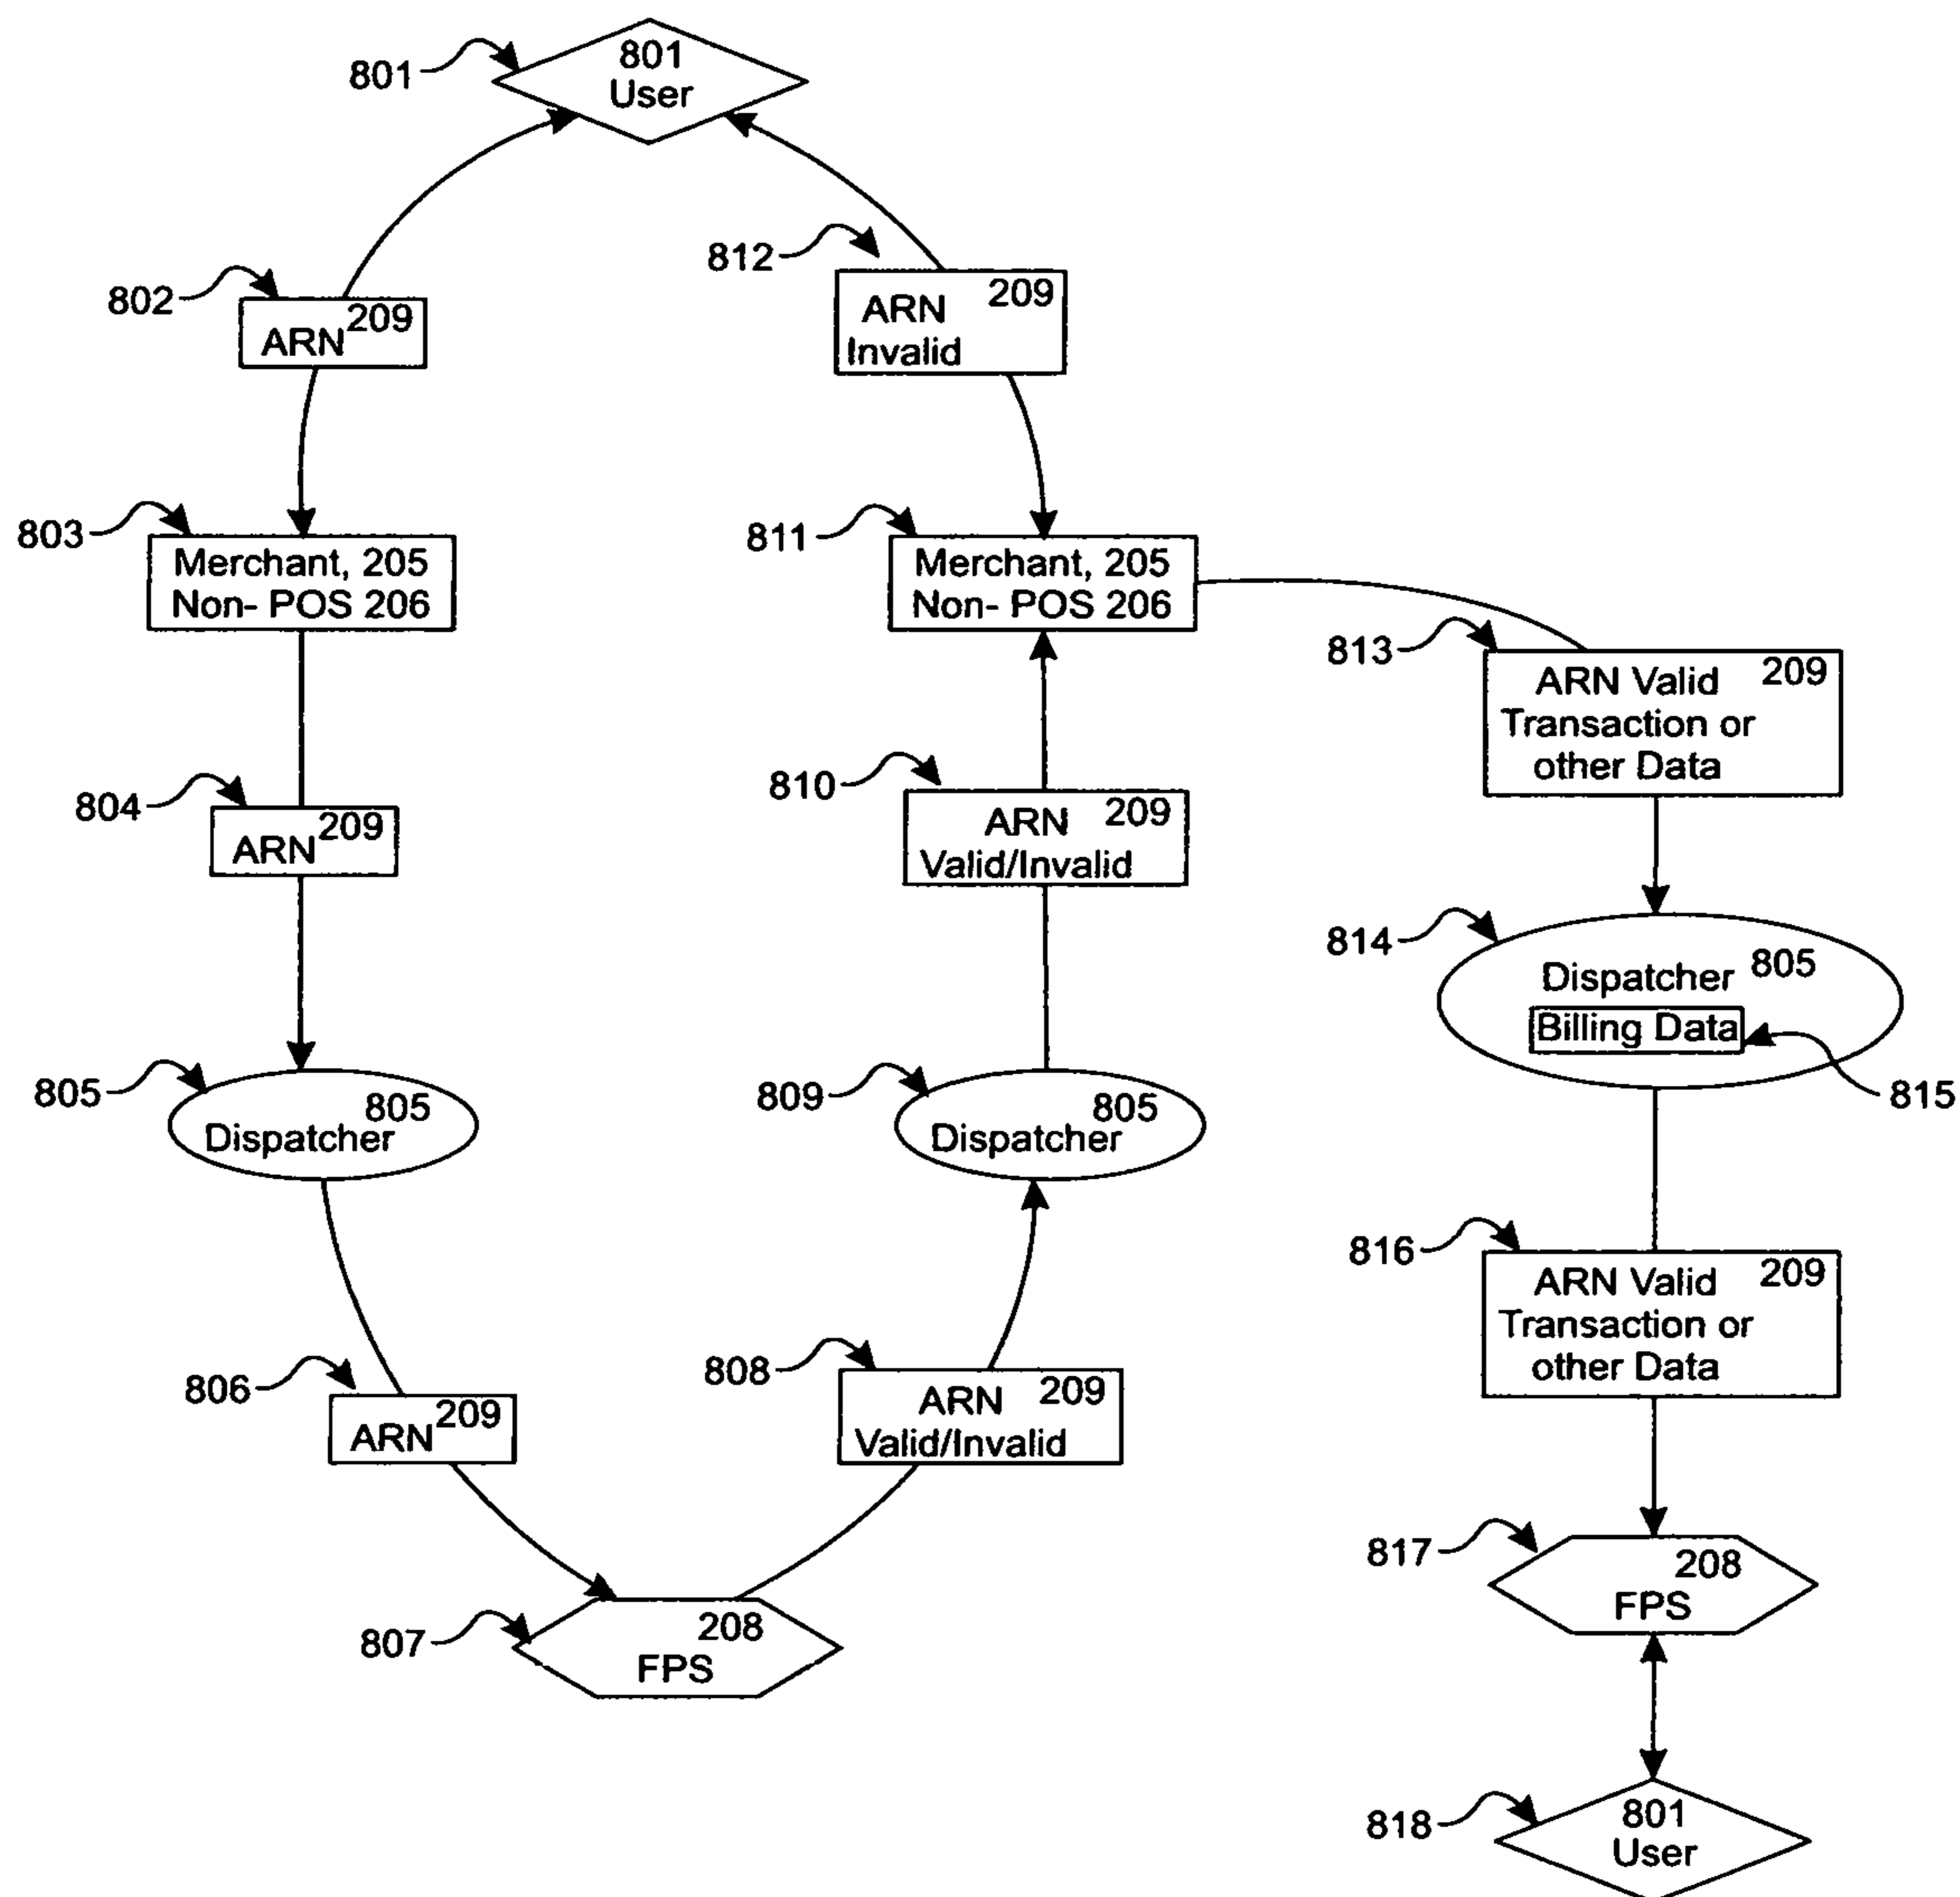 801
801
User
812
802
209
ARN
209
ARN
Invalid
803
Merchant, 205
Non- POS 206
811
Merchant, 205
Non- POS 206
813
209
ARN Valid
Transaction or
other Data
804
209
ARN
810
209
ARN
Valid/Invalid
814
805
Dispatcher
Billing Data
815
805
805
Dispatcher
809
805
Dispatcher
816
209
ARN Valid
Transaction or
other Data
806
209
ARN
808
209
ARN
Valid/Invalid
817
208
FPS
807
208
FPS
818
801
User